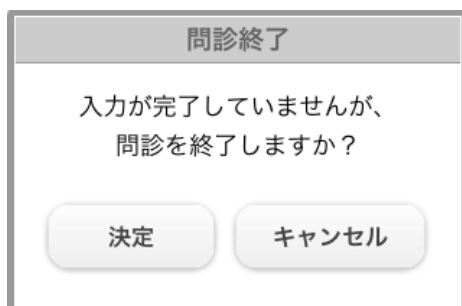 問診終了
入力が完了していませんが、
問診を終了しますか？
決定
キャンセル